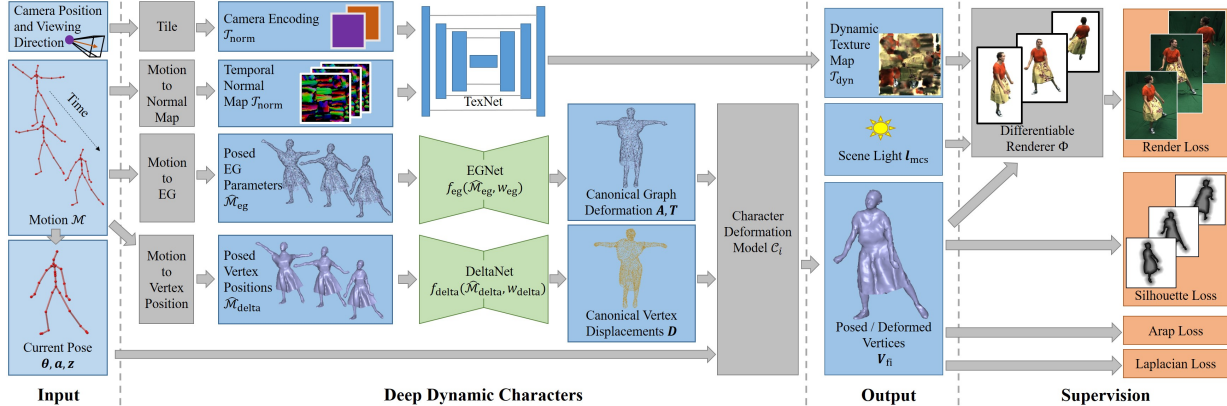 Camera Position
and Viewing
Direction
Time
Motion ℳ
Current Pose
θ, a, z
Input
Tile
Motion
to
Normal
Map
Motion
to
EG
Motion
to
Vertex
Position
Camera Encoding
𝒯norm
Temporal
Normal
Map 𝒯norm
Posed
EG
Parameters
ℳ̂eg
Posed
Vertex
Positions
ℳ̂delta
TexNet
EGNet
feg(ℳ̂eg, weg)
DeltaNet
fdelta(ℳ̂delta, wdelta)
Canonical Graph
Deformation A, T
Canonical Vertex
Displacements D
Character
Deformation
Model 𝒞i
Deep Dynamic Characters
Dynamic
Texture
Map
𝒯dyn
Scene Light lmcs
Posed / Deformed
Vertices
Vfi
Output
Differentiable
Renderer Φ
Render Loss
Silhouette Loss
Arap Loss
Laplacian Loss
Supervision